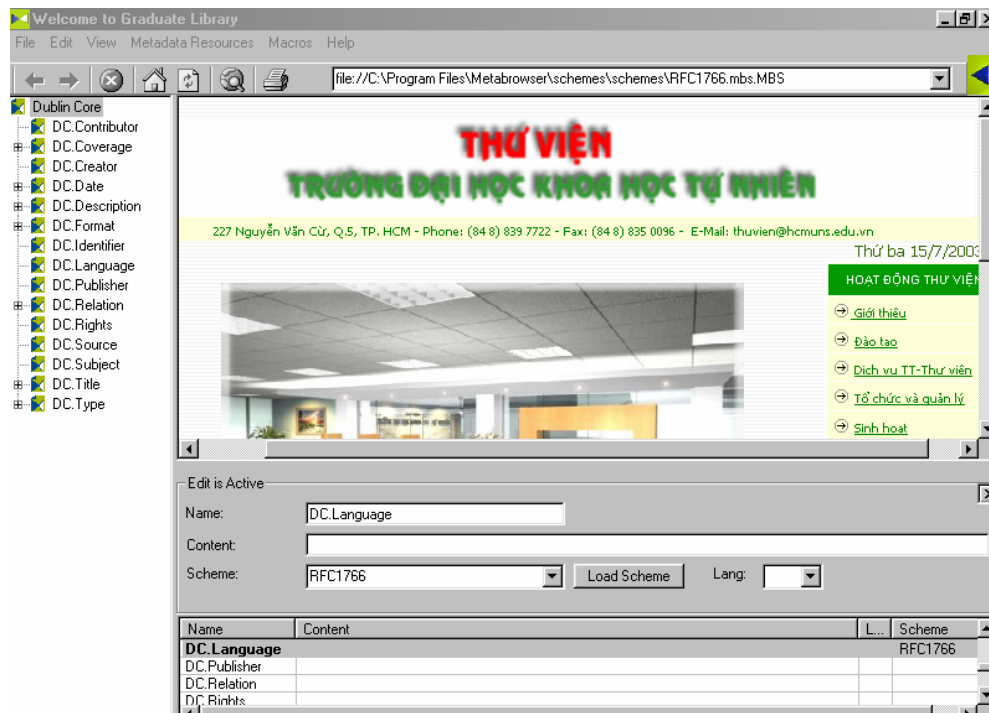 Welcome to Graduate Library
File Edit View Metadata Resources Macros Help
file://C:\Program Files\Metabrowser\schemes\schemes\RFC1766.mbs.MBS
Dublin Core
DC.Contributor
DC.Coverage
DC.Creator
DC.Date
DC.Description
DC.Format
DC.Identifier
DC.Language
DC.Publisher
DC.Relation
DC.Rights
DC.Source
DC.Subject
DC.Title
DC.Type
THƯ VIỆN
TRƯỜNG ĐẠI HỌC KHOA HỌC TỰ NHIÊN
227 Nguyễn Văn Cừ, Q.5, TP. HCM - Phone: (84 8) 839 7722 - Fax: (84 8) 835 0096 - E-Mail: thuvien@hcmuns.edu.vn
Thứ ba 15/7/2003
HOẠT ĐỘNG THƯ VIỆN
Giới thiệu
Đào tạo
Dịch vụ TT-Thư viện
Tổ chức và quản lý
Sinh hoạt
Edit is Active
Name: DC.Language
Content:
Scheme: RFC1766 Load Scheme Lang:
Name Content L... Scheme
DC.Language RFC1766
DC.Publisher
DC.Relation
DC.Rights